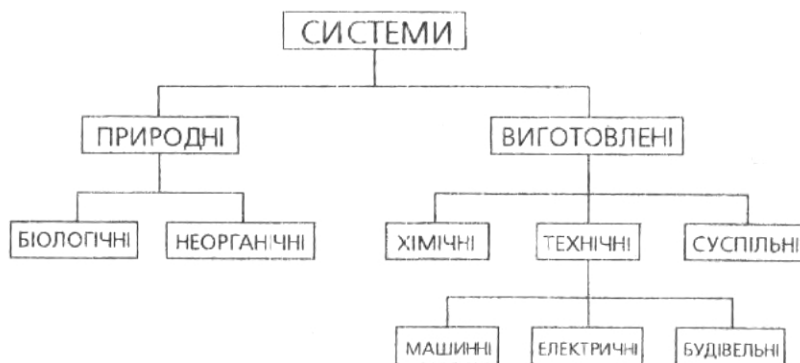 СИСТЕМИ
ПРИРОДНІ ВИГОТОВЛЕНІ
БІОЛОГІЧНІ НЕОРГАНІЧНІ ХІМІЧНІ ТЕХНІЧНІ СУСПІЛЬНІ
МАШИННІ ЕЛЕКТРИЧНІ БУДІВЕЛЬНІ